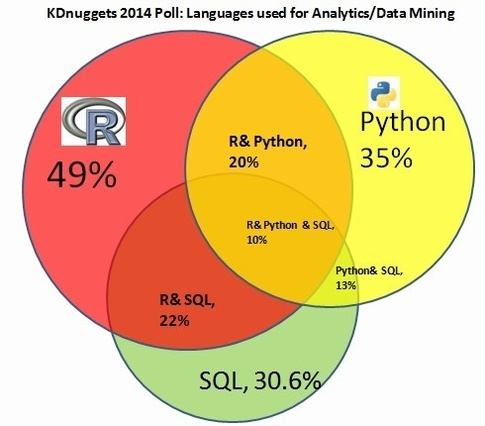 KDnuggets 2014 Poll: Languages used for Analytics/Data Mining
R
49%
R& Python,
20%
Python
35%
R& Python & SQL,
10%
Python& SQL,
13%
R& SQL,
22%
SQL, 30.6%